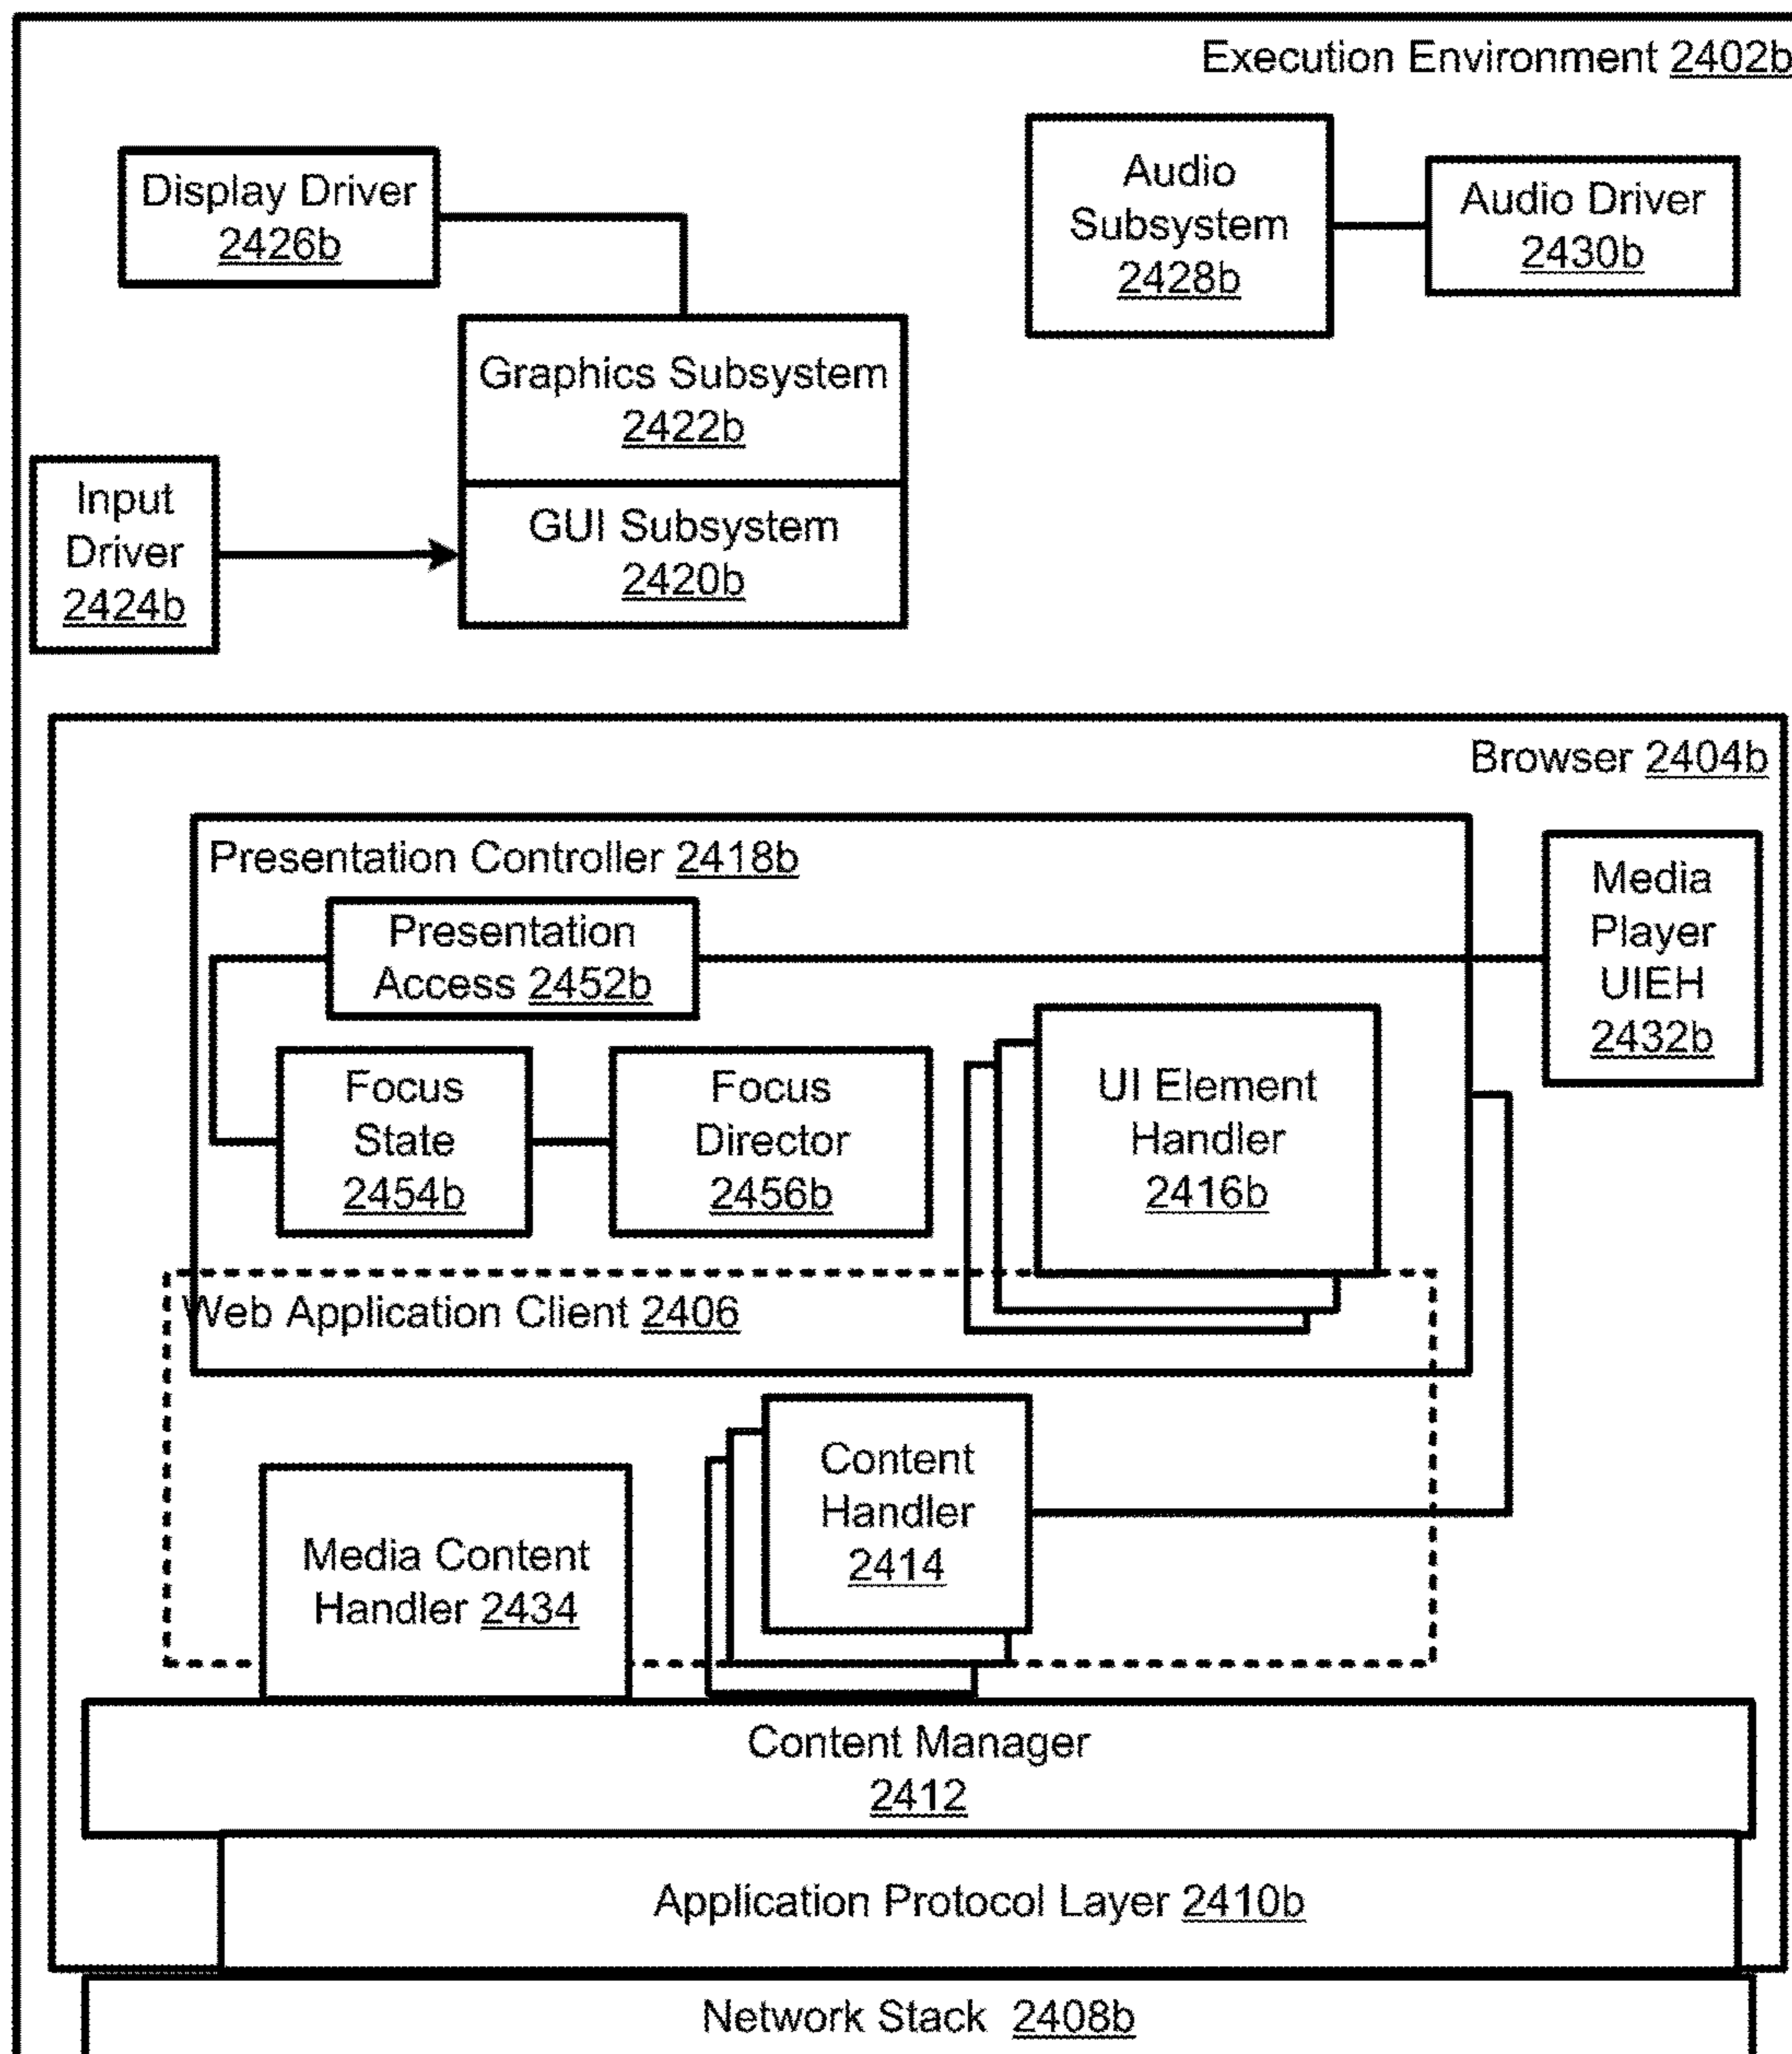 Execution Environment 2402b
Display Driver
2426b
Audio
Subsystem
2428b
Audio Driver
2430b
Graphics Subsystem
2422b
Input
Driver
2424b
GUI Subsystem
2420b
Browser 2404b
Presentation Controller 2418b
Media
Player
UIEH
2432b
Presentation
Access 2452b
Focus
State
2454b
Focus
Director
2456b
UI Element
Handler
2416b
Web Application Client 2406
Content
Handler
2414
Media Content
Handler 2434
Content Manager
2412
Application Protocol Layer 2410b
Network Stack 2408b